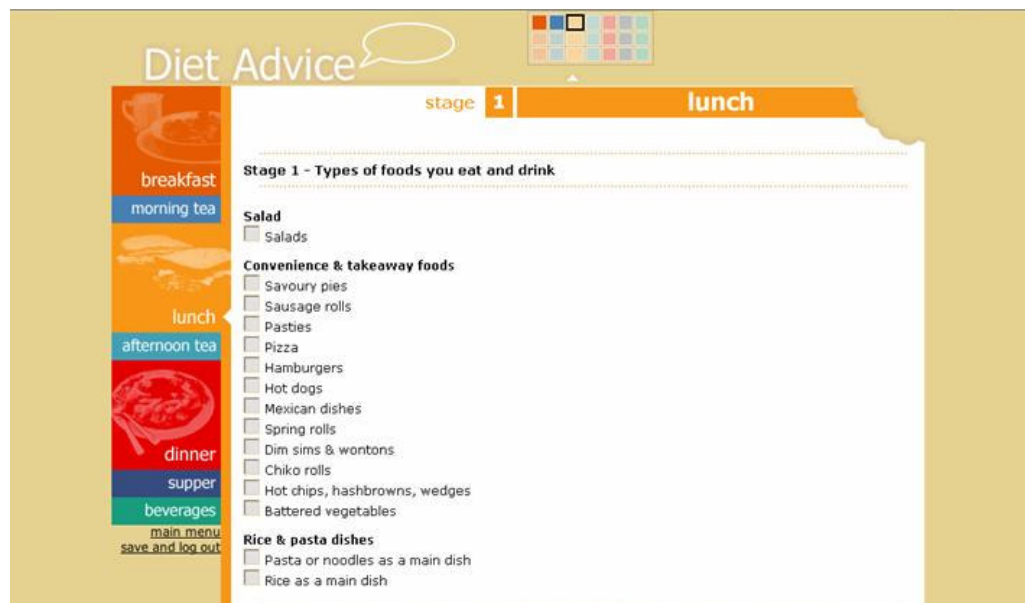 Diet Advice
stage 1 lunch
breakfast
morning tea
lunch
afternoon tea
dinner
supper
beverages
main menu
save and log out
Stage 1 - Types of foods you eat and drink
Salad
Salads
Convenience & takeaway foods
Savoury pies
Sausage rolls
Pasties
Pizza
Hamburgers
Hot dogs
Mexican dishes
Spring rolls
Dim sims & wontons
Chiko rolls
Hot chips, hashbrowns, wedges
Battered vegetables
Rice & pasta dishes
Pasta or noodles as a main dish
Rice as a main dish